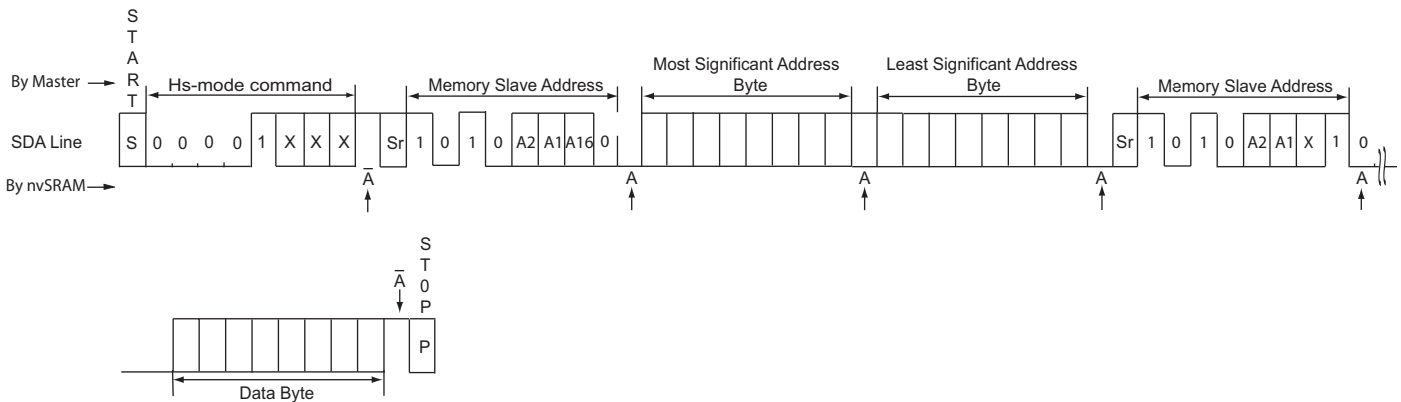 START
By Master
Hs-mode command
Memory Slave Address
Most Significant Address
Byte
Least Significant Address
Byte
Memory Slave Address
SDA Line
S 0 0 0 0 1 X X X Sr 1 0 1 0 A2 A1 A16 0 Sr 1 0 1 0 A2 A1 X 1 0
By nvSRAM
A̅ A A A A
A̅
ST0P
P
Data Byte